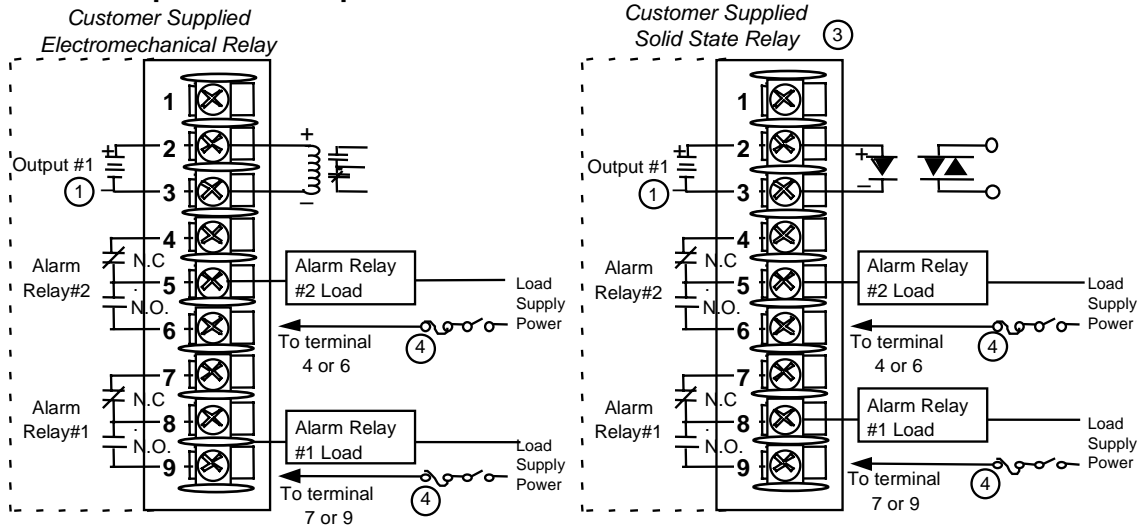 Customer Supplied
Electromechanical Relay
1
2
3
4
5
6
7
8
9
Output #1
1
+
–
+
–
Alarm
Relay#2
N.C
N.O.
Alarm
Relay#1
N.C
N.O.
Alarm Relay
#2 Load
Load
Supply
Power
To terminal
4 or 6
4
Alarm Relay
#1 Load
Load
Supply
Power
To terminal
7 or 9
4
Customer Supplied
Solid State Relay 3
1
2
3
4
5
6
7
8
9
Output #1
1
+
–
+
–
Alarm
Relay#2
N.C
N.O.
Alarm
Relay#1
N.C
N.O.
Alarm Relay
#2 Load
Load
Supply
Power
To terminal
4 or 6
4
Alarm Relay
#1 Load
Load
Supply
Power
To terminal
7 or 9
4